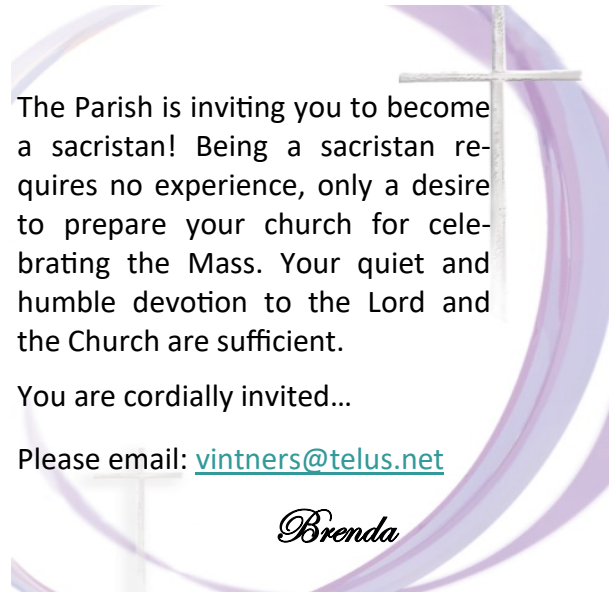 The Parish is inviting you to become
a sacristan! Being a sacristan re-
quires no experience, only a desire
to prepare your church for cele-
brating the Mass. Your quiet and
humble devotion to the Lord and
the Church are sufficient.
You are cordially invited…
Please email: vintners@telus.net
Brenda